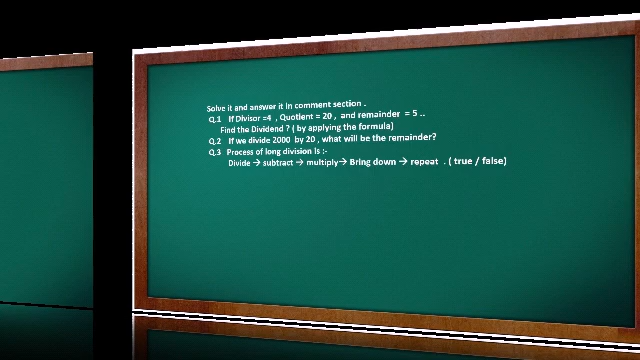 Solve it and answer it in comment section .
Q.1 If Divisor =4 , Quotient = 20 , and remainder = 5 ..
Find the Dividend ? ( by applying the formula)
Q.2 If we divide 2000 by 20 , what will be the remainder?
Q.3 Process of long division is :-
Divide → subtract → multiply→ Bring down → repeat . ( true / false)